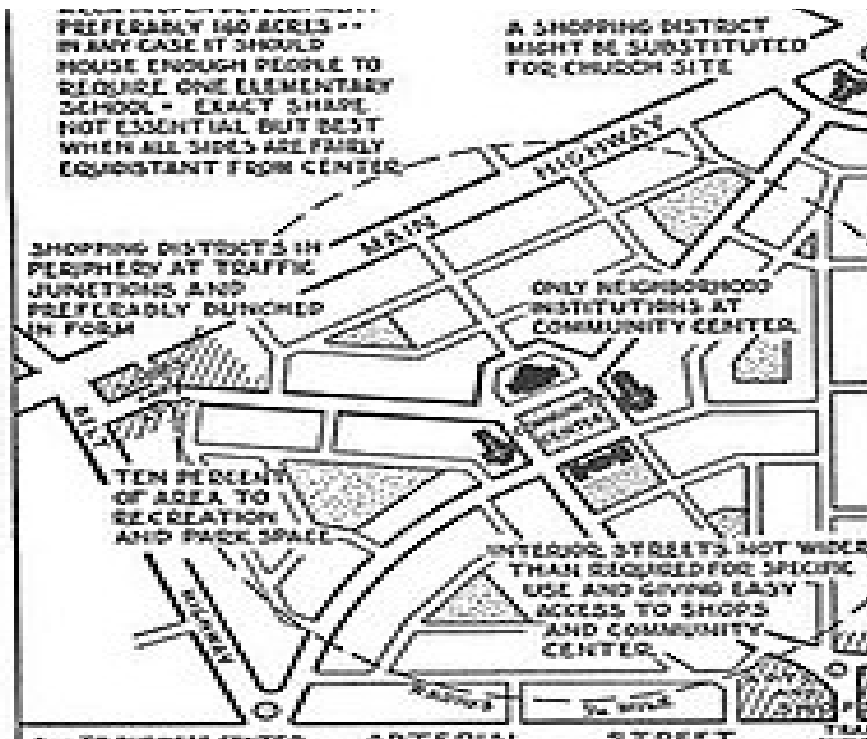 PREFERABLY 160 ACRES --
IN ANY CASE IT SHOULD
HOUSE ENOUGH PEOPLE TO
REQUIRE ONE ELEMENTARY
SCHOOL - EXACT SHAPE
NOT ESSENTIAL BUT BEST
WHEN ALL SIDES ARE FAIRLY
EQUIDISTANT FROM CENTER
A SHOPPING DISTRICT
MIGHT BE SUBSTITUTED
FOR CHURCH SITE
MAIN HIGHWAY
SHOPPING DISTRICTS IN
PERIPHERY AT TRAFFIC
JUNCTIONS AND
PREFERABLY BUNCHED
IN FORM
ONLY NEIGHBORHOOD
INSTITUTIONS AT
COMMUNITY CENTER
COMMUNITY
CENTER
TEN PERCENT
OF AREA TO
RECREATION
AND PARK SPACE
HIGHWAY
INTERIOR STREETS NOT WIDER
THAN REQUIRED FOR SPECIFIC
USE AND GIVING EASY
ACCESS TO SHOPS
AND COMMUNITY
CENTER
RADIUS
ARTERIAL STREET